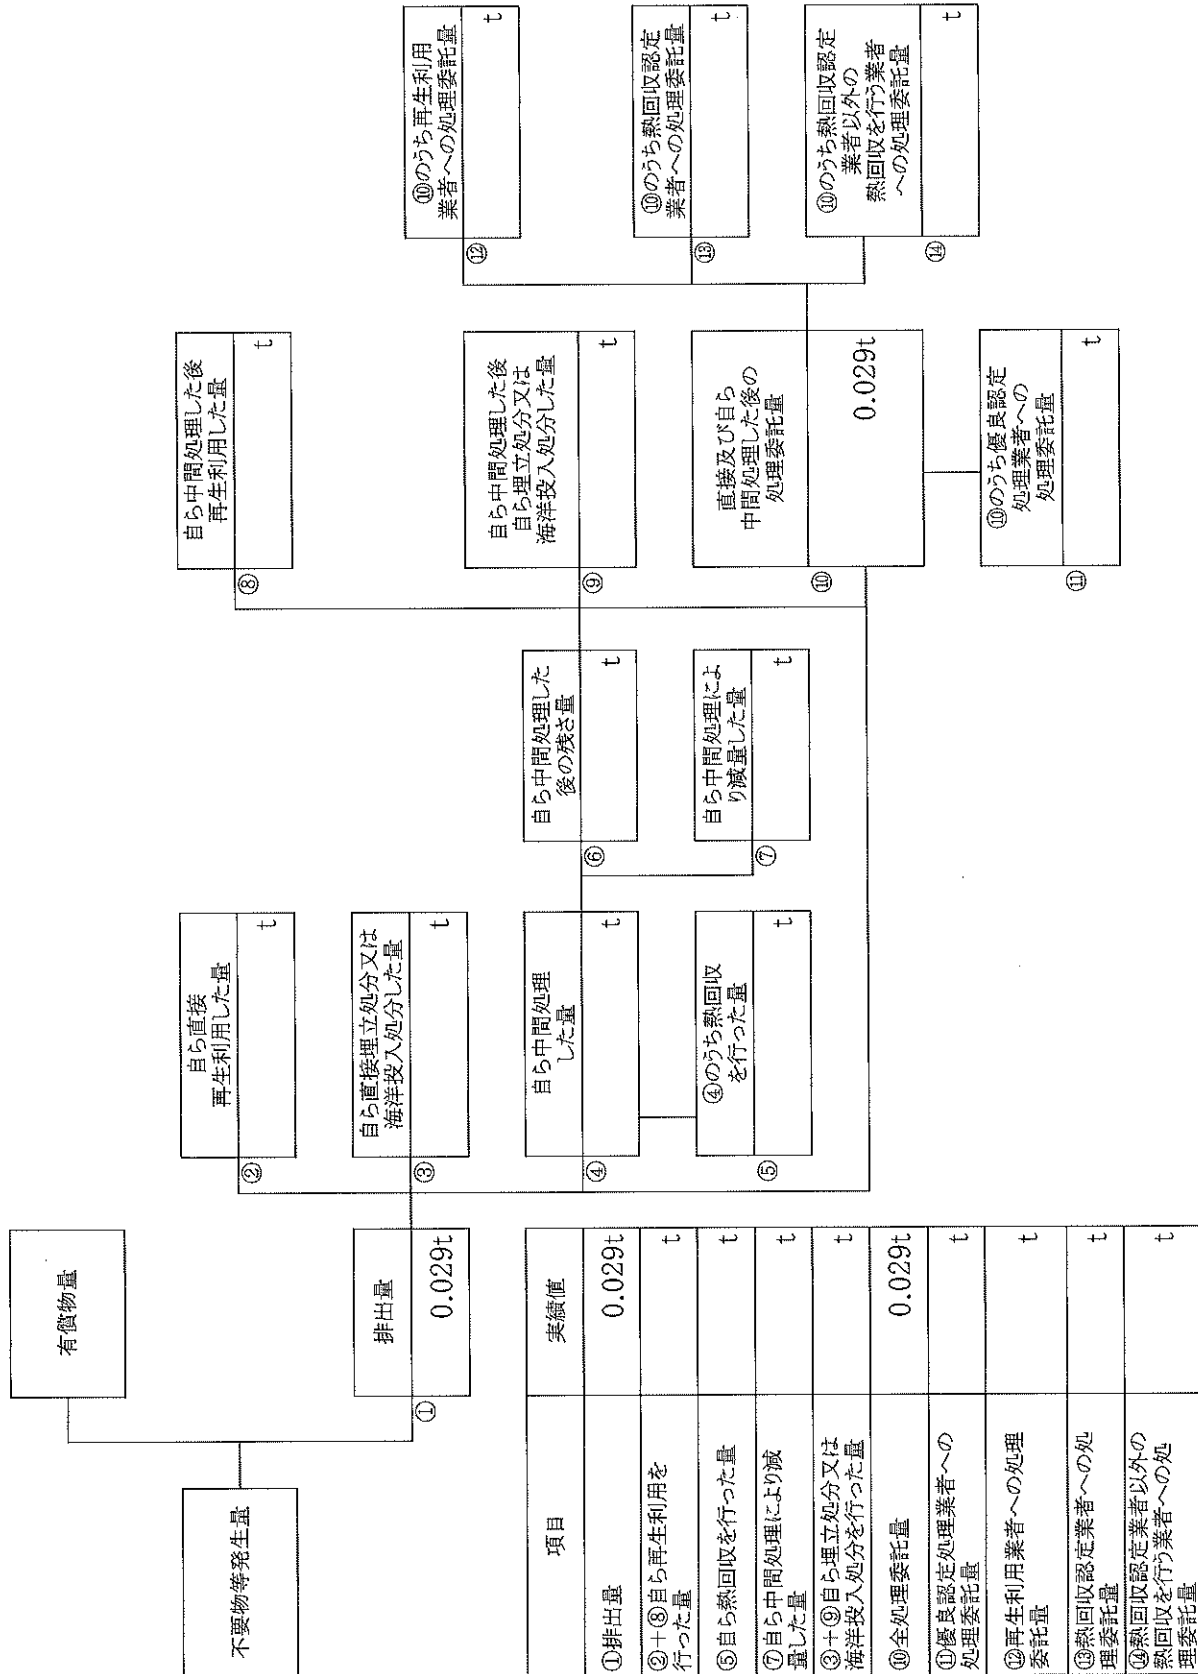 不要物等発生量
有償物量
①
排出量
0.029t
②
自ら直接
再生利用した量
t
③
自ら直接埋立処分又は
海洋投入処分した量
t
④
自ら中間処理
した量
t
⑤
④のうち熱回収
を行った量
t
⑥
自ら中間処理した
後の残さ量
t
⑦
自ら中間処理によ
り減量した量
t
⑧
自ら中間処理した後
再生利用した量
t
⑨
自ら中間処理した後
自ら埋立処分又は
海洋投入処分した量
t
⑩
直接及び自ら
中間処理した後の
処理委託量
0.029t
⑪
⑩のうち優良認定
処理業者への
処理委託量
t
⑫
⑩のうち再生利用
業者への処理委託量
t
⑬
⑩のうち熱回収認定
業者への処理委託量
t
⑭
⑩のうち熱回収認定
業者以外の
熱回収を行う業者
への処理委託量
t
項目
実績値
①排出量
0.029t
②+⑧自ら再生利用を
行った量
t
⑤自ら熱回収を行った量
t
⑦自ら中間処理により減
量した量
t
③+⑨自ら埋立処分又は
海洋投入処分を行った量
t
⑩全処理委託量
0.029t
⑪優良認定処理業者への
処理委託量
t
⑫再生利用業者への処理
委託量
t
⑬熱回収認定業者への処
理委託量
t
⑭熱回収認定業者以外の
熱回収を行う業者への処
理委託量
t